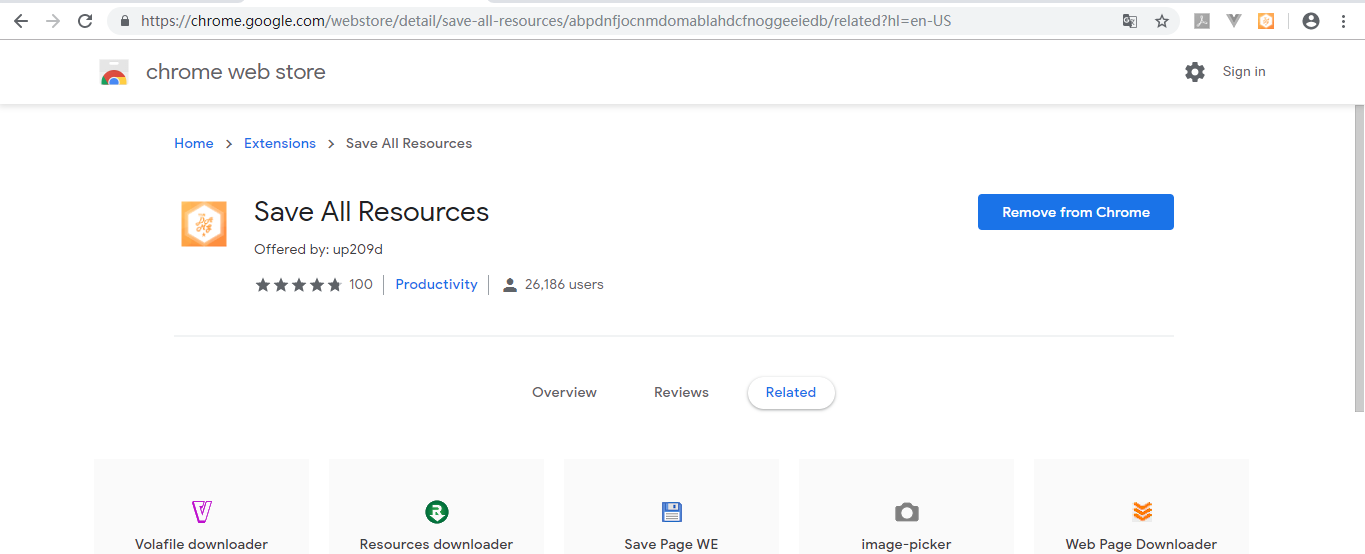 https://chrome.google.com/webstore/detail/save-all-resources/abpdnfjocnmdomablahdcfnoggeeiedb/related?hl=en-US
chrome web store
Sign in
Home > Extensions > Save All Resources
Save All Resources
Remove from Chrome
Offered by: up209d
100 Productivity 26,186 users
Overview Reviews Related
Volafile downloader Resources downloader Save Page WE image-picker Web Page Downloader